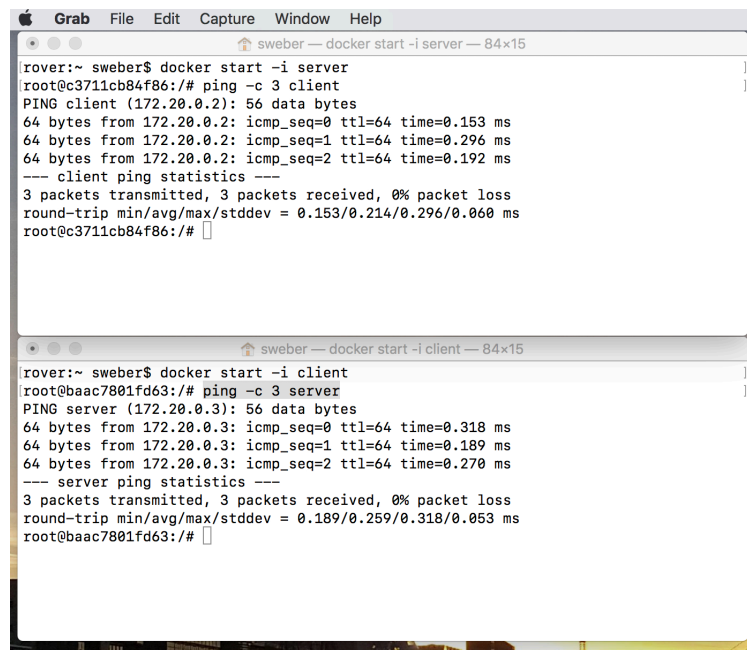 Grab File Edit Capture Window Help
sweber — docker start -i server — 84×15
[rover:~ sweber$ docker start -i server ]
[root@c3711cb84f86:/# ping -c 3 client ]
PING client (172.20.0.2): 56 data bytes
64 bytes from 172.20.0.2: icmp_seq=0 ttl=64 time=0.153 ms
64 bytes from 172.20.0.2: icmp_seq=1 ttl=64 time=0.296 ms
64 bytes from 172.20.0.2: icmp_seq=2 ttl=64 time=0.192 ms
--- client ping statistics ---
3 packets transmitted, 3 packets received, 0% packet loss
round-trip min/avg/max/stddev = 0.153/0.214/0.296/0.060 ms
root@c3711cb84f86:/#
sweber — docker start -i client — 84×15
[rover:~ sweber$ docker start -i client ]
[root@baac7801fd63:/# ping -c 3 server ]
PING server (172.20.0.3): 56 data bytes
64 bytes from 172.20.0.3: icmp_seq=0 ttl=64 time=0.318 ms
64 bytes from 172.20.0.3: icmp_seq=1 ttl=64 time=0.189 ms
64 bytes from 172.20.0.3: icmp_seq=2 ttl=64 time=0.270 ms
--- server ping statistics ---
3 packets transmitted, 3 packets received, 0% packet loss
round-trip min/avg/max/stddev = 0.189/0.259/0.318/0.053 ms
root@baac7801fd63:/#